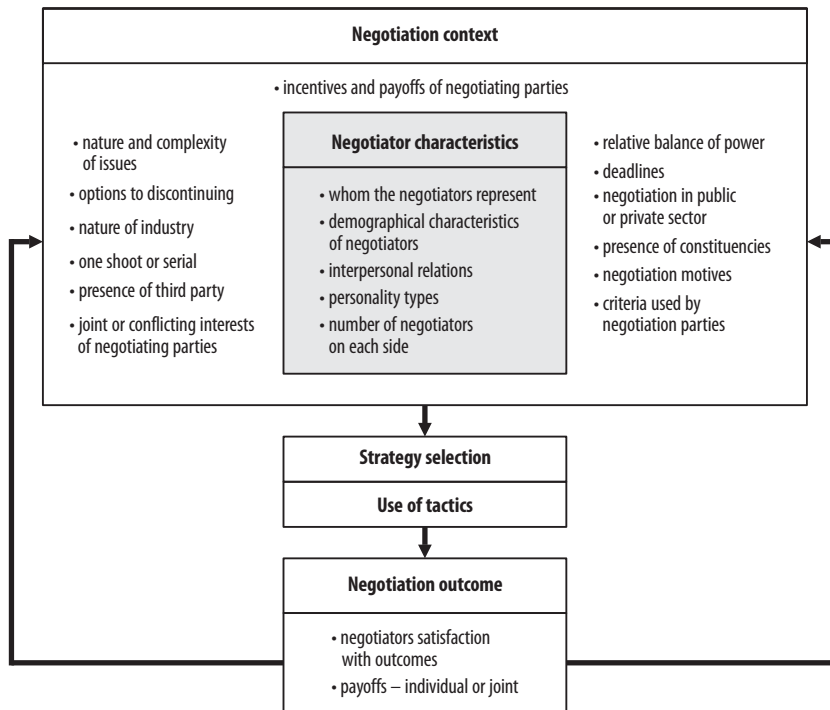 Negotiation context
• incentives and payoffs of negotiating parties
• nature and complexity
of issues
• options to discontinuing
• nature of industry
• one shoot or serial
• presence of third party
• joint or conflicting interests
of negotiating parties
Negotiator characteristics
• whom the negotiators represent
• demographical characteristics
of negotiators
• interpersonal relations
• personality types
• number of negotiators
on each side
• relative balance of power
• deadlines
• negotiation in public
or private sector
• presence of constituencies
• negotiation motives
• criteria used by
negotiation parties
Strategy selection
Use of tactics
Negotiation outcome
• negotiators satisfaction
with outcomes
• payoffs – individual or joint